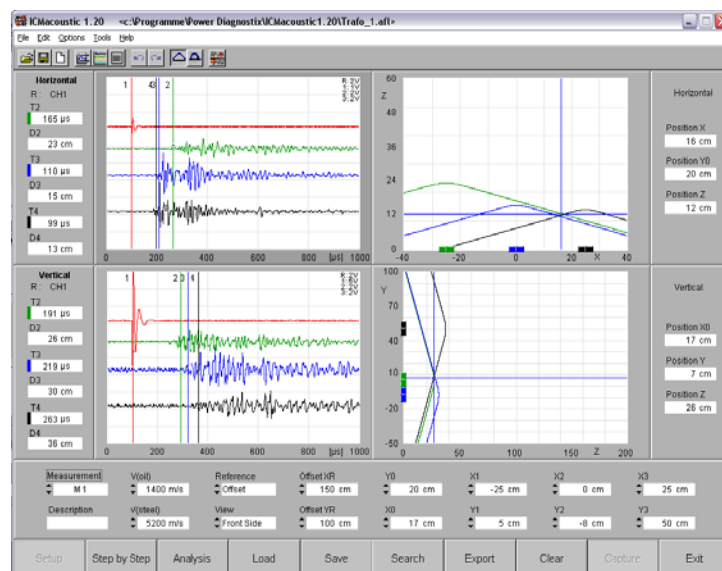 ICMacoustic 1.20 <c:\Programme\Power Diagnostix\ICMacoustic1.20\Trafo_1.afl>
File Edit Options Tools Help
Horizontal
R : CH1
T2
165 µs
D2
23 cm
T3
110 µs
D3
15 cm
T4
99 µs
D4
13 cm
1 43 2
0 200 400 600 [µs] 1000
60
Z
48
36
24
12
0
-40 -20 0 20 X 40
Horizontal
Position X
16 cm
Position Y0
20 cm
Position Z
12 cm
Vertical
R : CH1
T2
191 µs
D2
26 cm
T3
219 µs
D3
30 cm
T4
263 µs
D4
36 cm
1 2 3 4
0 200 400 600 [µs] 1000
100
Y
70
40
10
-20
-50
0 50 100 Z 200
Vertical
Position X0
17 cm
Position Y
7 cm
Position Z
28 cm
Measurement V(oil) Reference Offset XR Y0 X1 X2 X3
M 1 1400 m/s Offset 150 cm 20 cm -25 cm 0 cm 25 cm
Description v(steel) View Offset YR X0 Y1 Y2 Y3
5200 m/s Front Side 100 cm 17 cm 5 cm -8 cm 50 cm
Setup Step by Step Analysis Load Save Search Export Clear Capture Exit